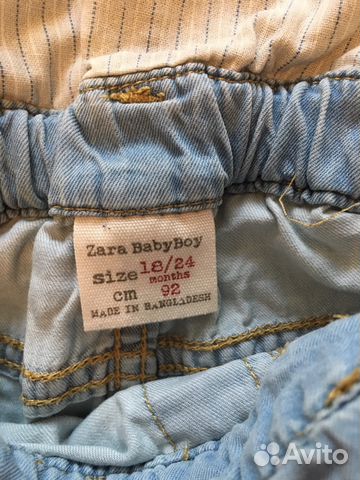 Zara BabyBoy
size 18/24
months
cm 92
MADE IN BANGLADESH
Avito